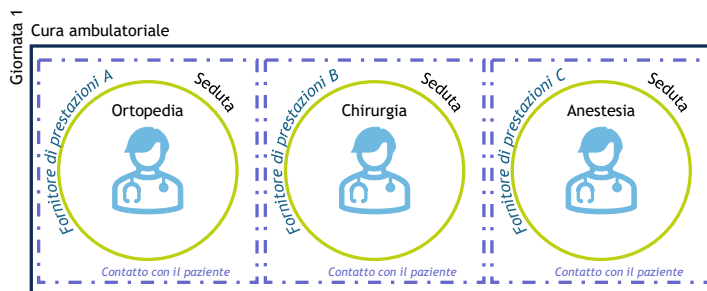 Giornata 1
Cura ambulatoriale
Fornitore di prestazioni A
Seduta
Ortopedia
Contatto con il paziente
Fornitore di prestazioni B
Seduta
Chirurgia
Contatto con il paziente
Fornitore di prestazioni C
Seduta
Anestesia
Contatto con il paziente